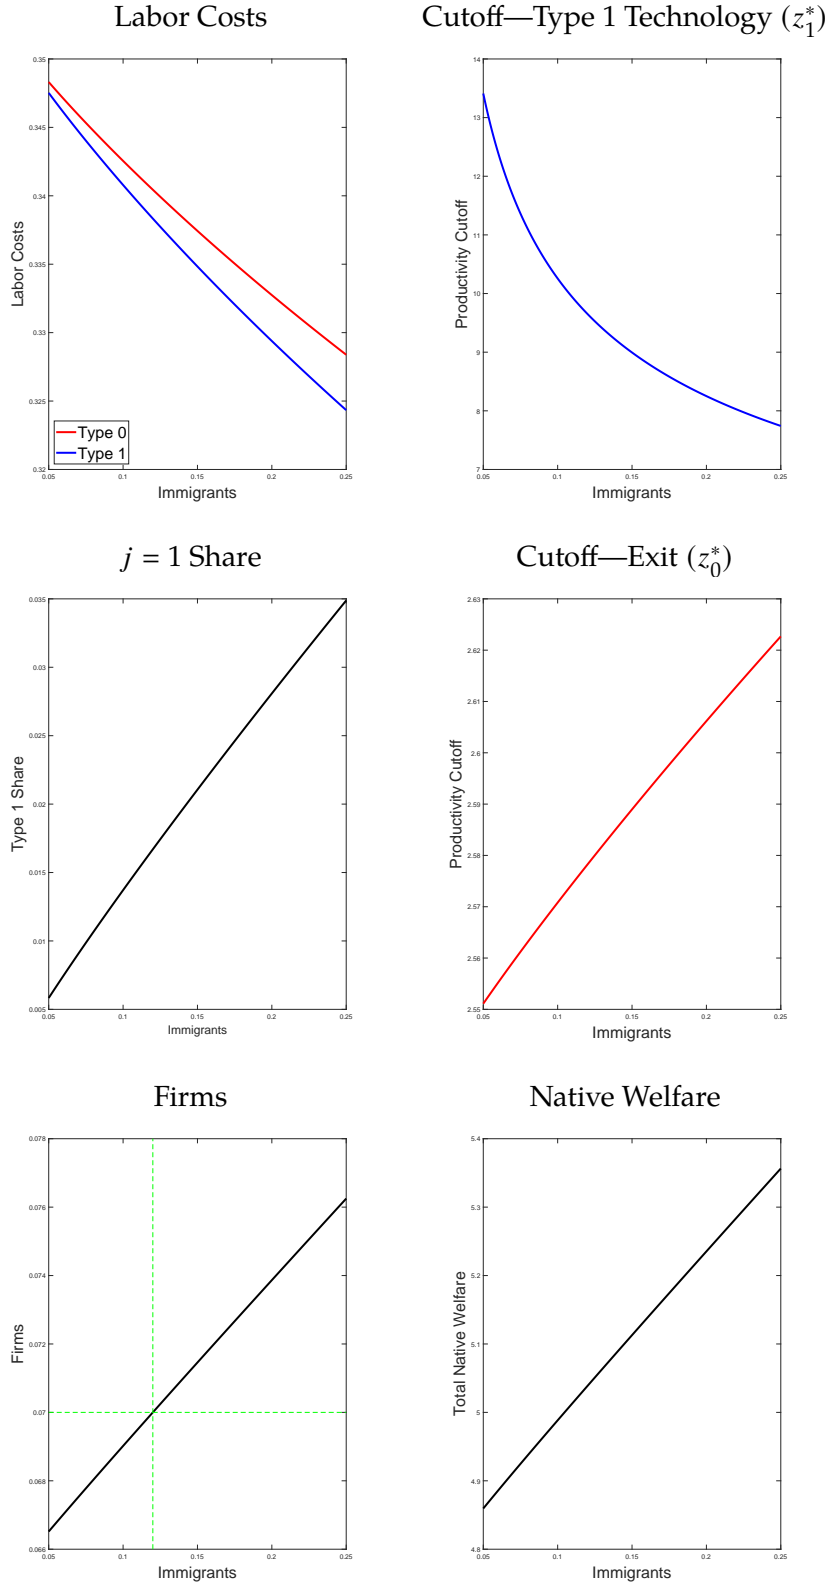 Labor Costs
0.35
0.345
0.34
0.335
0.33
0.325
0.32
Labor Costs
Type 0
Type 1
0.05 0.1 0.15 0.2 0.25
Immigrants
Cutoff—Type 1 Technology (z₁*)
14
13
12
11
10
9
8
7
Productivity Cutoff
0.05 0.1 0.15 0.2 0.25
Immigrants
j = 1 Share
0.035
0.03
0.025
0.02
0.015
0.01
0.005
Type 1 Share
0.05 0.1 0.15 0.2 0.25
Immigrants
Cutoff—Exit (z₀*)
2.63
2.62
2.61
2.6
2.59
2.58
2.57
2.56
2.55
Productivity Cutoff
0.05 0.1 0.15 0.2 0.25
Immigrants
Firms
0.078
0.076
0.074
0.072
0.07
0.068
0.066
Firms
0.05 0.1 0.15 0.2 0.25
Immigrants
Native Welfare
5.4
5.3
5.2
5.1
5
4.9
4.8
Total Native Welfare
0.05 0.1 0.15 0.2 0.25
Immigrants